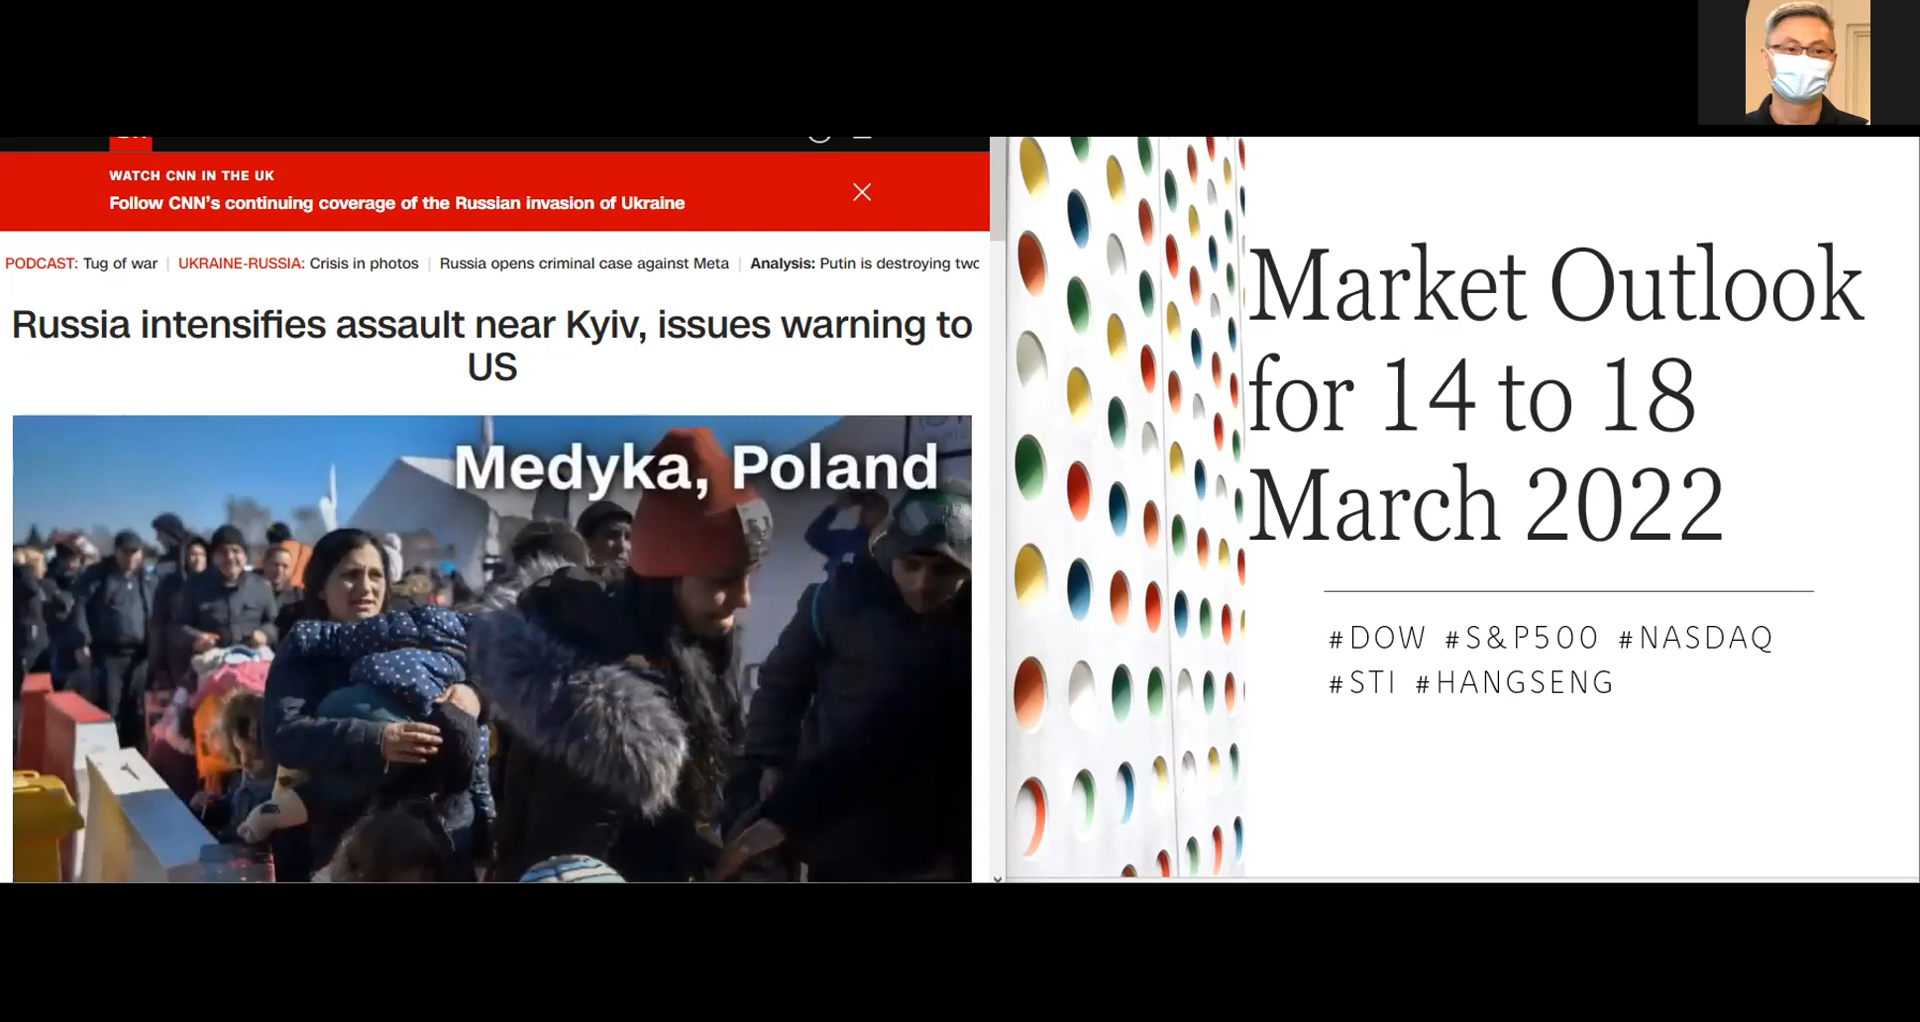 WATCH CNN IN THE UK
Follow CNN's continuing coverage of the Russian invasion of Ukraine
PODCAST: Tug of war | UKRAINE-RUSSIA: Crisis in photos | Russia opens criminal case against Meta | Analysis: Putin is destroying
Russia intensifies assault near Kyiv, issues warning to
US
Medyka, Poland
Market Outlook
for 14 to 18
March 2022
#DOW #S&P500 #NASDAQ
#STI #HANGSENG